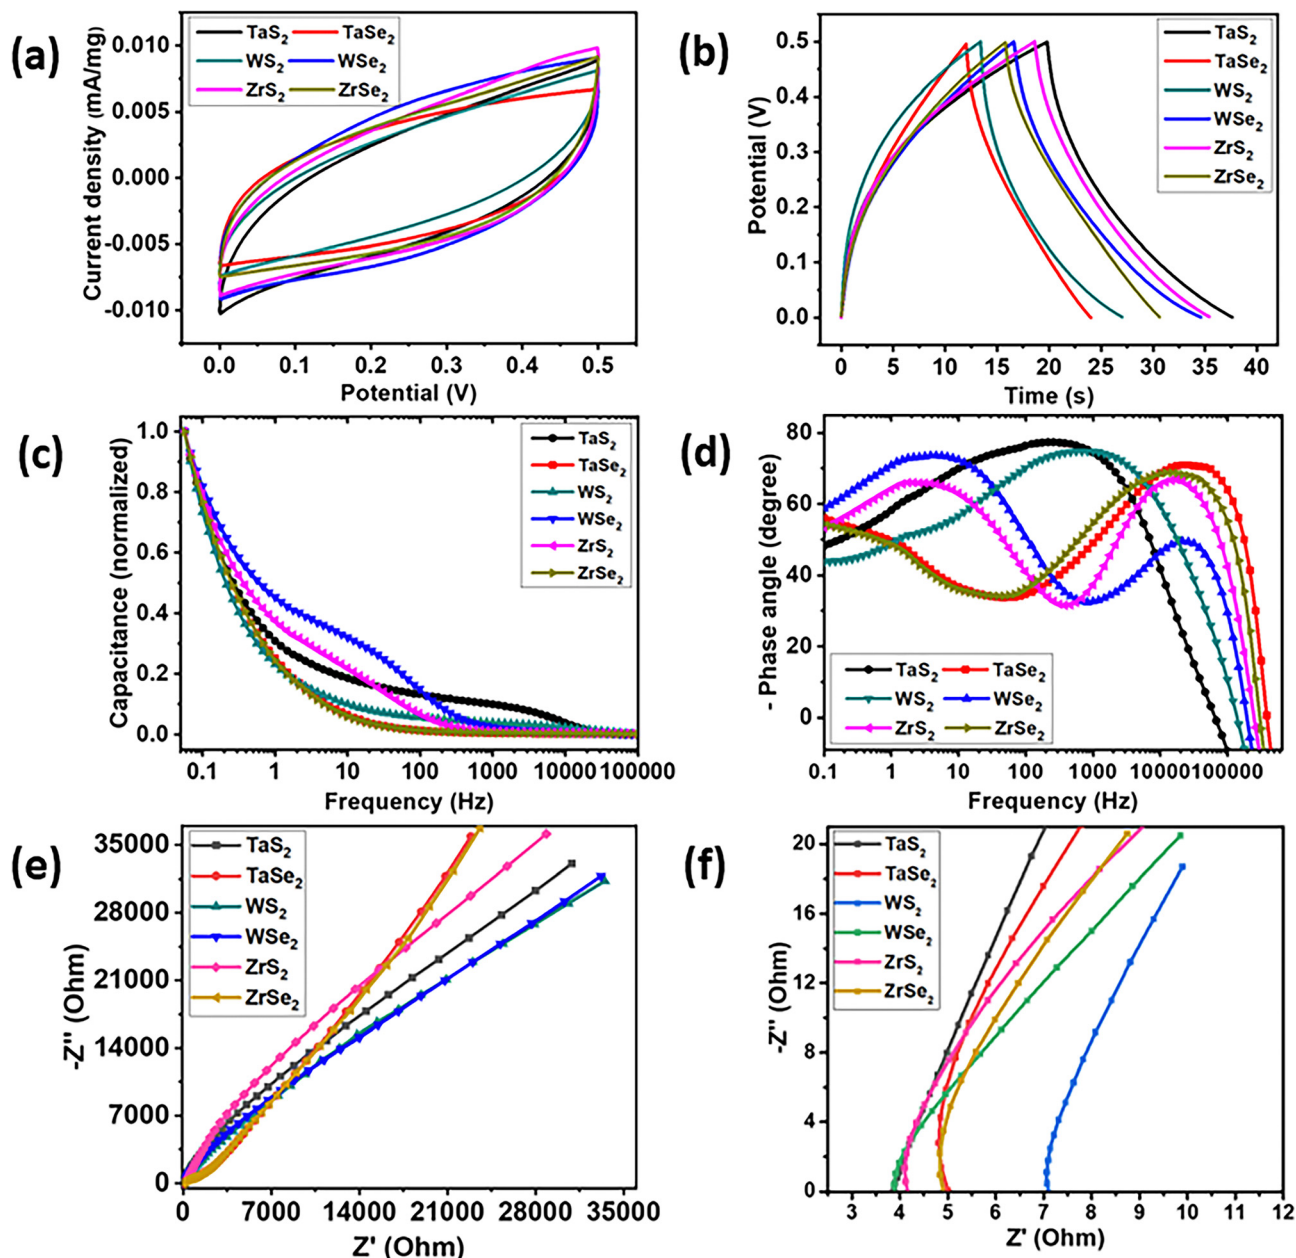 (a)
TaS2 TaSe2
WS2 WSe2
ZrS2 ZrSe2
Current density (mA/mg)
0.010
0.005
0.000
-0.005
-0.010
0.0 0.1 0.2 0.3 0.4 0.5
Potential (V)
(b)
TaS2
TaSe2
WS2
WSe2
ZrS2
ZrSe2
Potential (V)
0.5
0.4
0.3
0.2
0.1
0.0
0 5 10 15 20 25 30 35 40
Time (s)
(c)
TaS2
TaSe2
WS2
WSe2
ZrS2
ZrSe2
Capacitance (normalized)
1.0
0.8
0.6
0.4
0.2
0.0
0.1 1 10 100 1000 10000 100000
Frequency (Hz)
(d)
- Phase angle (degree)
80
60
40
20
0
TaS2 TaSe2
WS2 WSe2
ZrS2 ZrSe2
0.1 1 10 100 1000 10000 100000
Frequency (Hz)
(e)
TaS2
TaSe2
WS2
WSe2
ZrS2
ZrSe2
-Z'' (Ohm)
35000
28000
21000
14000
7000
0
0 7000 14000 21000 28000 35000
Z' (Ohm)
(f)
TaS2
TaSe2
WS2
WSe2
ZrS2
ZrSe2
-Z'' (Ohm)
20
16
12
8
4
0
3 4 5 6 7 8 9 10 11 12
Z' (Ohm)